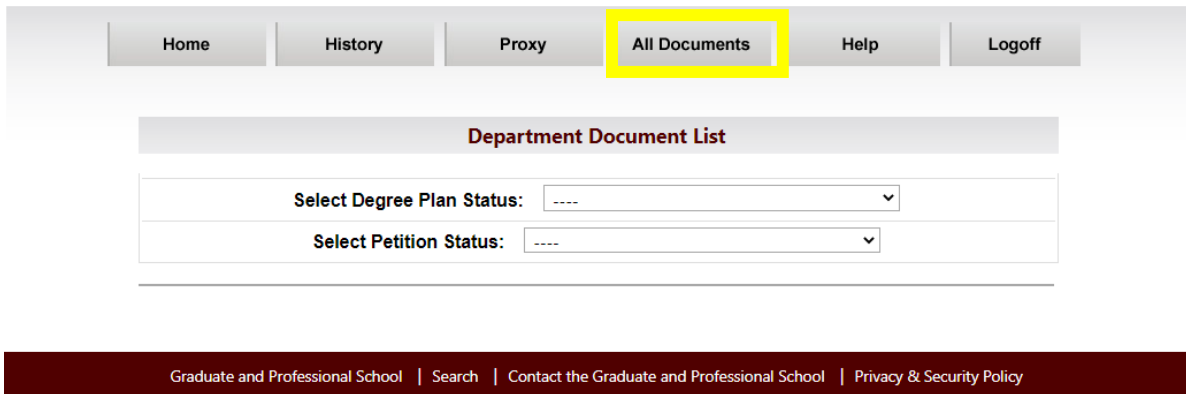 Home History Proxy All Documents Help Logoff
Department Document List
Select Degree Plan Status: ----
Select Petition Status: ----
Graduate and Professional School | Search | Contact the Graduate and Professional School | Privacy & Security Policy